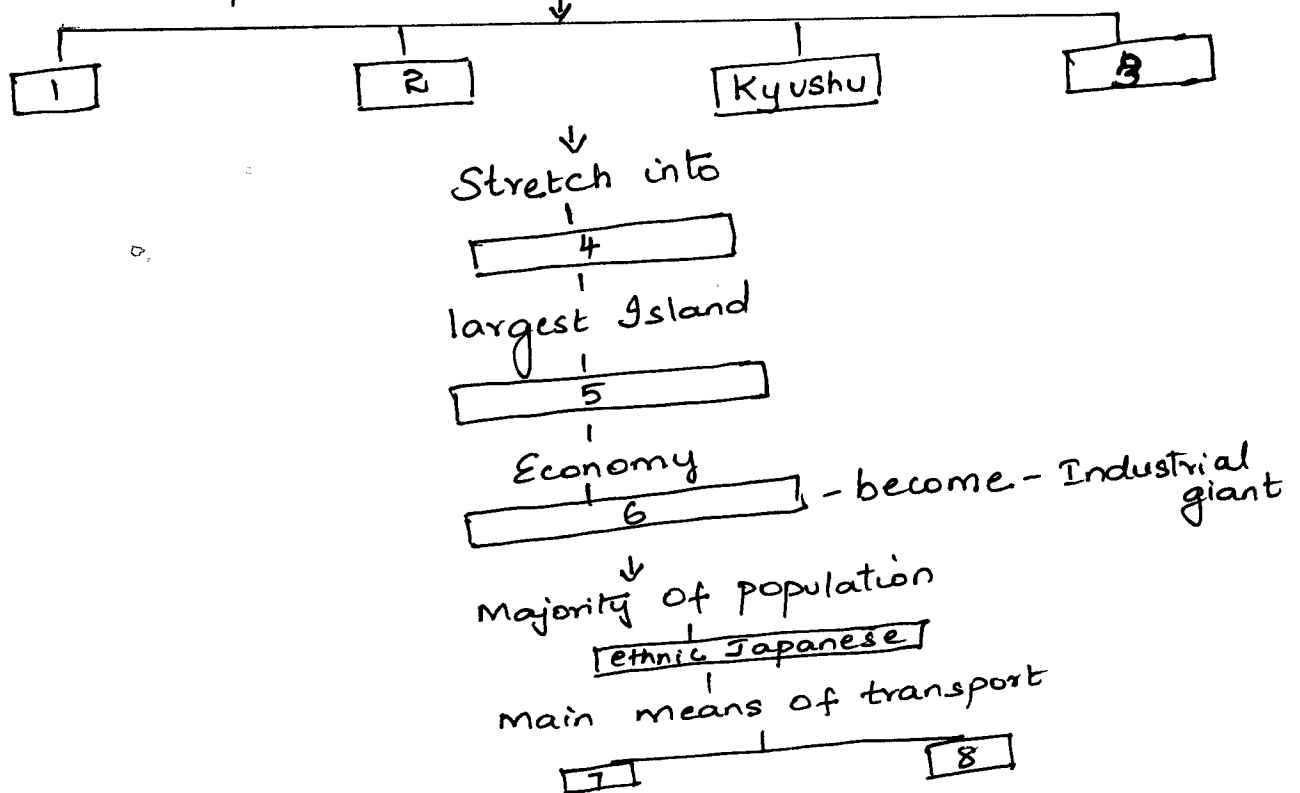 1 2 Kyushu 3
Stretch into
4
largest Island
5
Economy
6 - become - Industrial
giant
Majority of population
ethnic Japanese
main means of transport
7 8